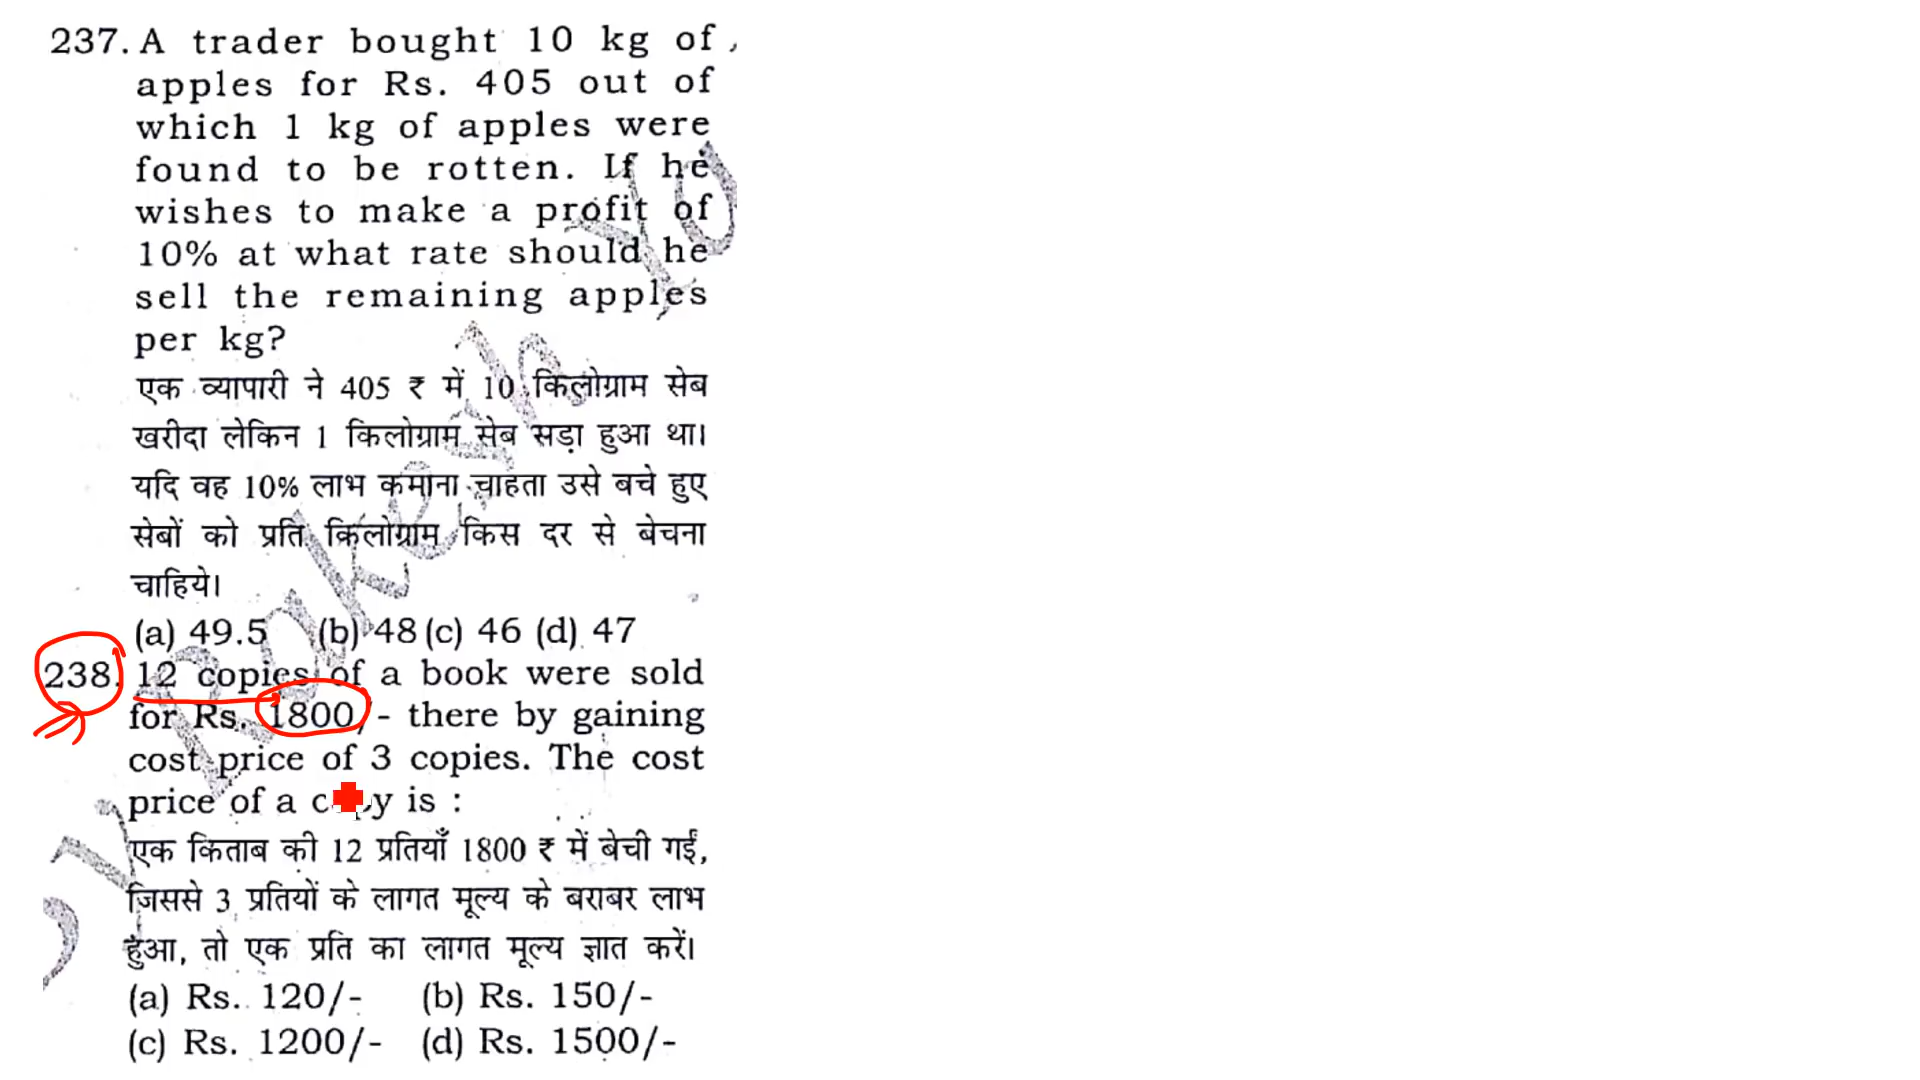 237. A trader bought 10 kg of
apples for Rs. 405 out of
which 1 kg of apples were
found to be rotten. If he
wishes to make a profit of
10% at what rate should he
sell the remaining apples
per kg?
एक व्यापारी ने 405 ₹ में 10 किलोग्राम सेब
खरीदा लेकिन 1 किलोग्राम सेब सड़ा हुआ था।
यदि वह 10% लाभ कमाना चाहता उसे बचे हुए
सेबों को प्रति किलोग्राम किस दर से बेचना
चाहिये।
(a) 49.5 (b) 48 (c) 46 (d) 47
238. 12 copies of a book were sold
for Rs. 1800/- there by gaining
cost price of 3 copies. The cost
price of a copy is :
एक किताब की 12 प्रतियाँ 1800 ₹ में बेची गईं,
जिससे 3 प्रतियों के लागत मूल्य के बराबर लाभ
हुआ, तो एक प्रति का लागत मूल्य ज्ञात करें।
(a) Rs. 120/- (b) Rs. 150/-
(c) Rs. 1200/- (d) Rs. 1500/-